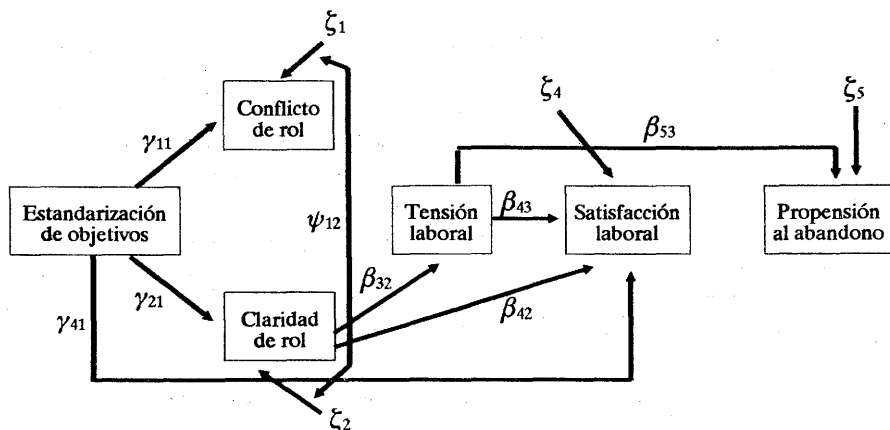 ζ1
Conflicto
de rol
ζ4
ζ5
β53
γ11
Estandarización
de objetivos
Tensión
laboral
β43
Satisfacción
laboral
Propensión
al abandono
ψ12
γ21
β32
γ41
Claridad
de rol
β42
ζ2